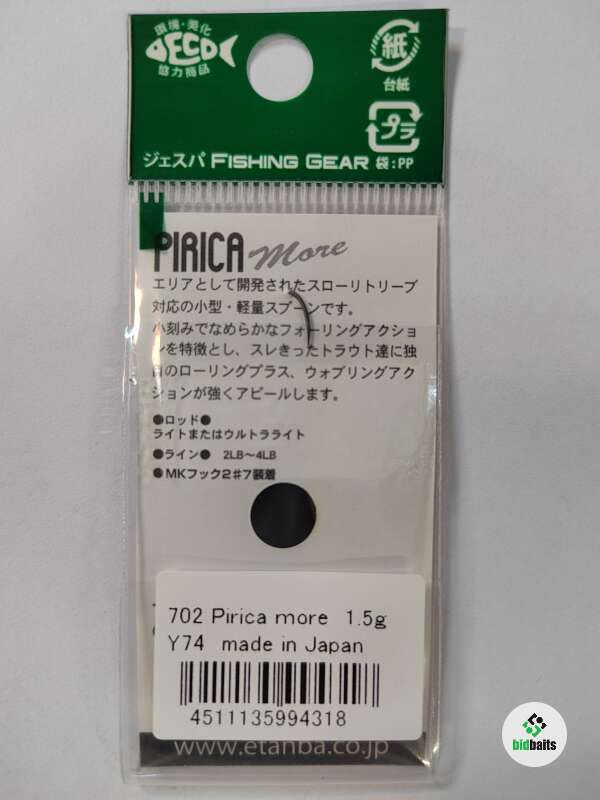 環境・美化
DECO
協力商品
紙
台紙
プラ
袋:PP
ジェスパ FISHING GEAR
PIRICA more
エリアとして開発されたスローリトリーブ
対応の小型・軽量スプーンです。
小刻みでなめらかなフォーリングアクショ
ンを特徴とし、スレきったトラウト達に独
自のローリングプラス、ウォブリングアク
ションが強くアピールします。
●ロッド●
ライトまたはウルトラライト
●ライン● 2LB〜4LB
●MKフック2#7装着
702 Pirica more 1.5g
Y74 made in Japan
4511135994318
www.etanba.co.jp
bidbaits